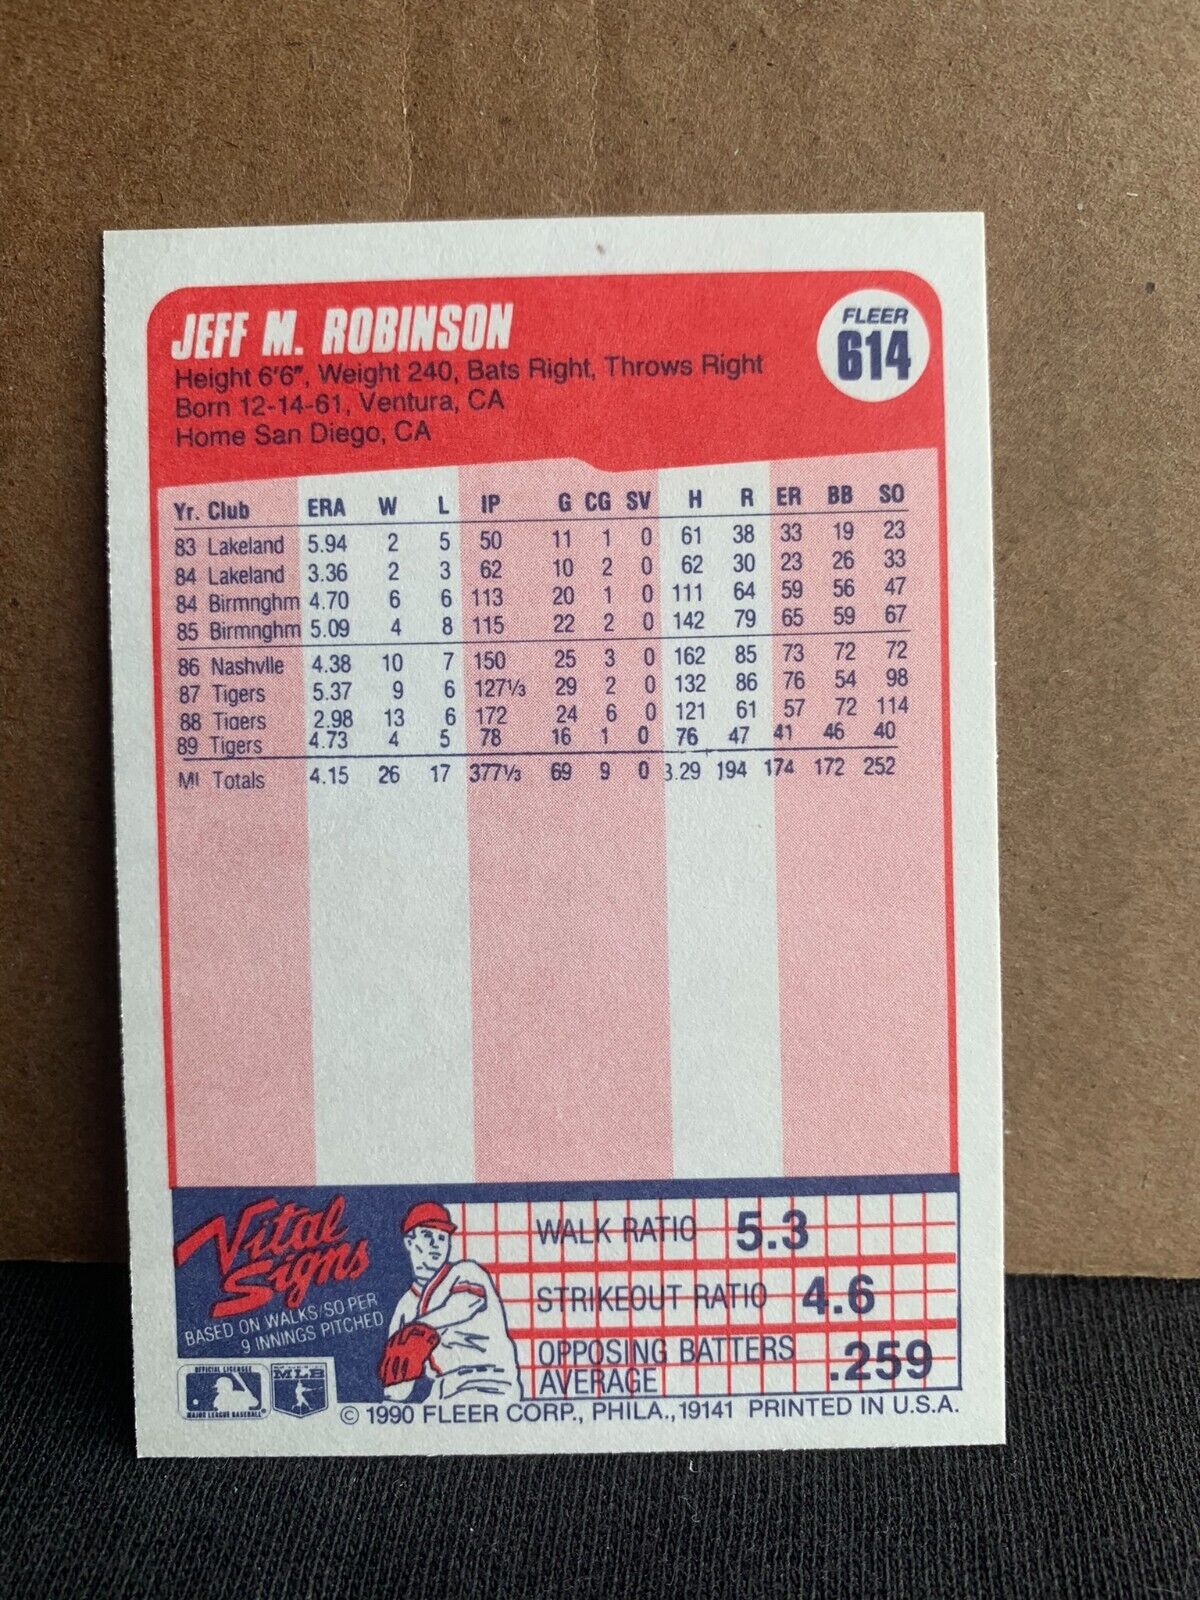 JEFF M. ROBINSON
FLEER
614
Height 6'6", Weight 240, Bats Right, Throws Right
Born 12-14-61, Ventura, CA
Home San Diego, CA
Yr. Club ERA W L IP G CG SV H R ER BB SO
83 Lakeland 5.94 2 5 50 11 1 0 61 38 33 19 23
84 Lakeland 3.36 2 3 62 10 2 0 62 30 23 26 33
84 Birmnghm 4.70 6 6 113 20 1 0 111 64 59 56 47
85 Birmnghm 5.09 4 8 115 22 2 0 142 79 65 59 67
86 Nashvlle 4.38 10 7 150 25 3 0 162 85 73 72 72
87 Tigers 5.37 9 6 127⅓ 29 2 0 132 86 76 54 98
88 Tigers 2.98 13 6 172 24 6 0 121 61 57 72 114
89 Tigers 4.73 4 5 78 16 1 0 76 47 41 46 40
Ml Totals 4.15 26 17 377⅓ 69 9 0 3.29 194 174 172 252
Vital
Signs
BASED ON WALKS/SO PER
9 INNINGS PITCHED
WALK RATIO 5.3
STRIKEOUT RATIO 4.6
OPPOSING BATTERS
AVERAGE .259
OFFICIAL LICENSEE
MAJOR LEAGUE BASEBALL®
MLB
© 1990 FLEER CORP., PHILA., 19141 PRINTED IN U.S.A.